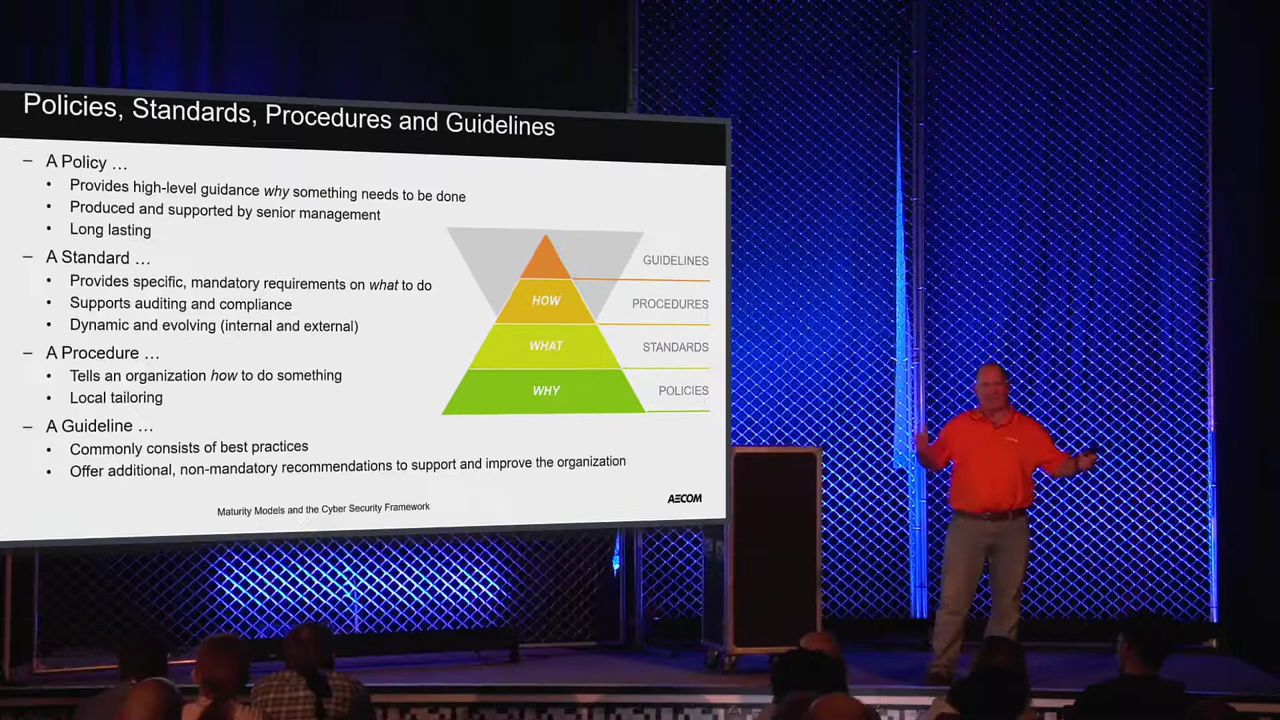 Policies, Standards, Procedures and Guidelines
– A Policy …
• Provides high-level guidance why something needs to be done
• Produced and supported by senior management
• Long lasting
– A Standard …
• Provides specific, mandatory requirements on what to do
• Supports auditing and compliance
• Dynamic and evolving (internal and external)
– A Procedure …
• Tells an organization how to do something
• Local tailoring
– A Guideline …
• Commonly consists of best practices
• Offer additional, non-mandatory recommendations to support and improve the organization
GUIDELINES
HOW PROCEDURES
WHAT STANDARDS
WHY POLICIES
Maturity Models and the Cyber Security Framework
AECOM